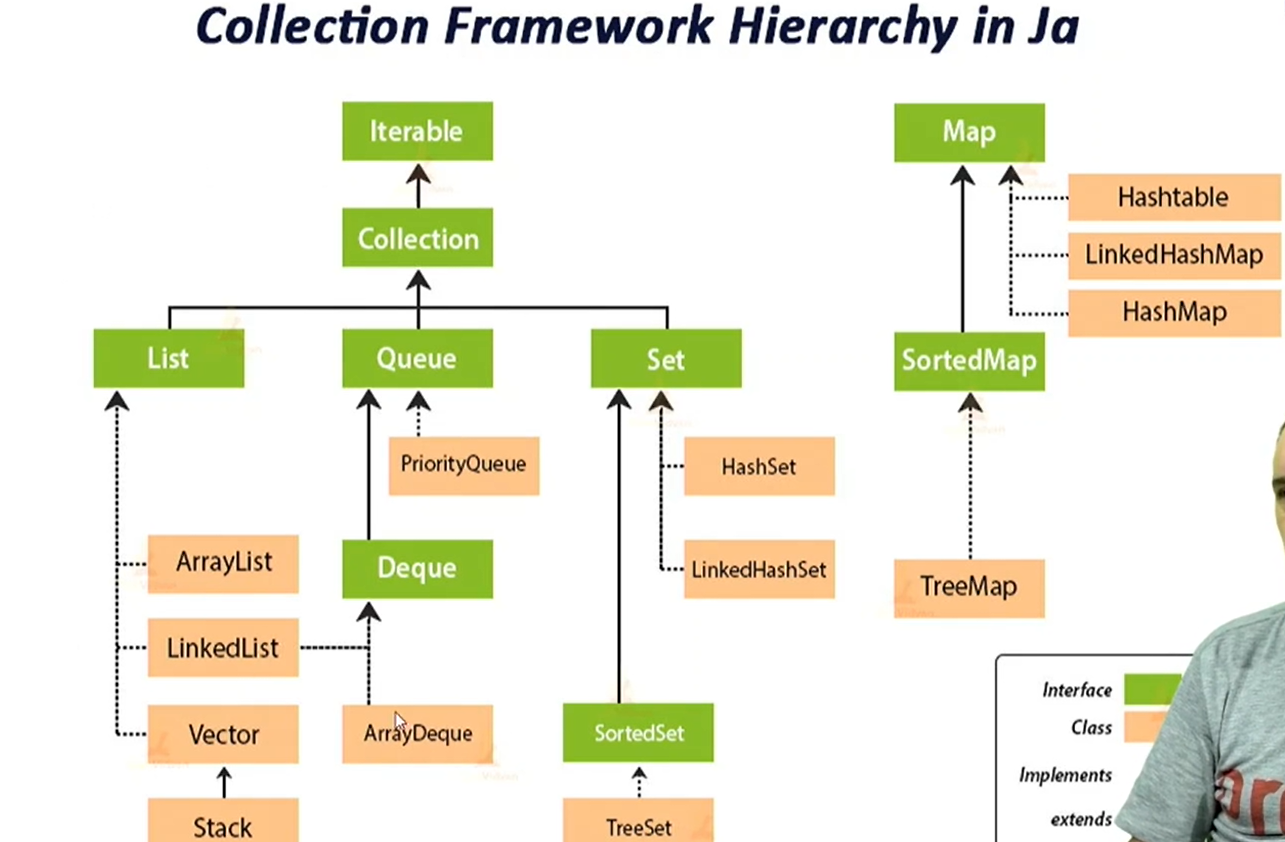 Collection Framework Hierarchy in Ja
Iterable
Map
Hashtable
Collection
LinkedHashMap
HashMap
List
Queue
Set
SortedMap
PriorityQueue
HashSet
ArrayList
Deque
LinkedHashSet
TreeMap
LinkedList
Interface
Vector
ArrayDeque
SortedSet
Class
Implements
Stack
TreeSet
extends